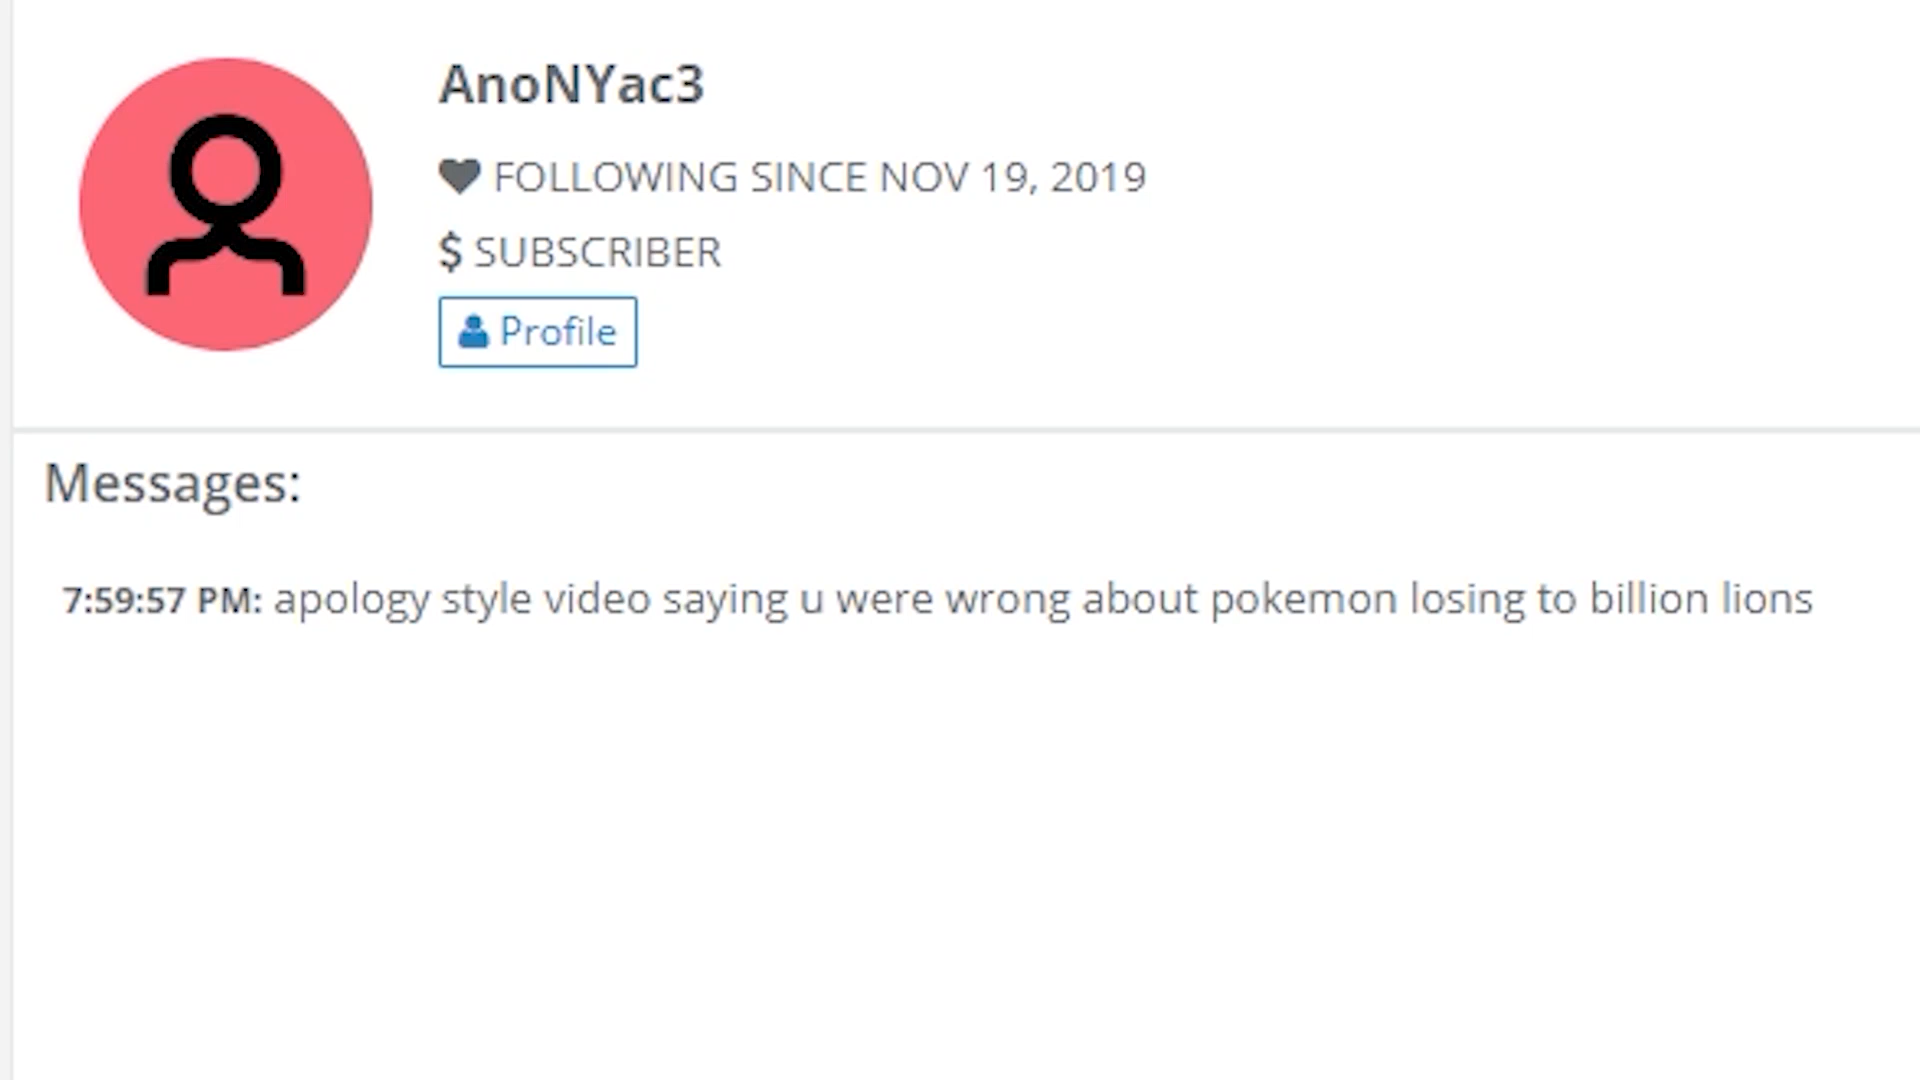 AnoNYac3
FOLLOWING SINCE NOV 19, 2019
$ SUBSCRIBER
Profile
Messages:
7:59:57 PM: apology style video saying u were wrong about pokemon losing to billion lions